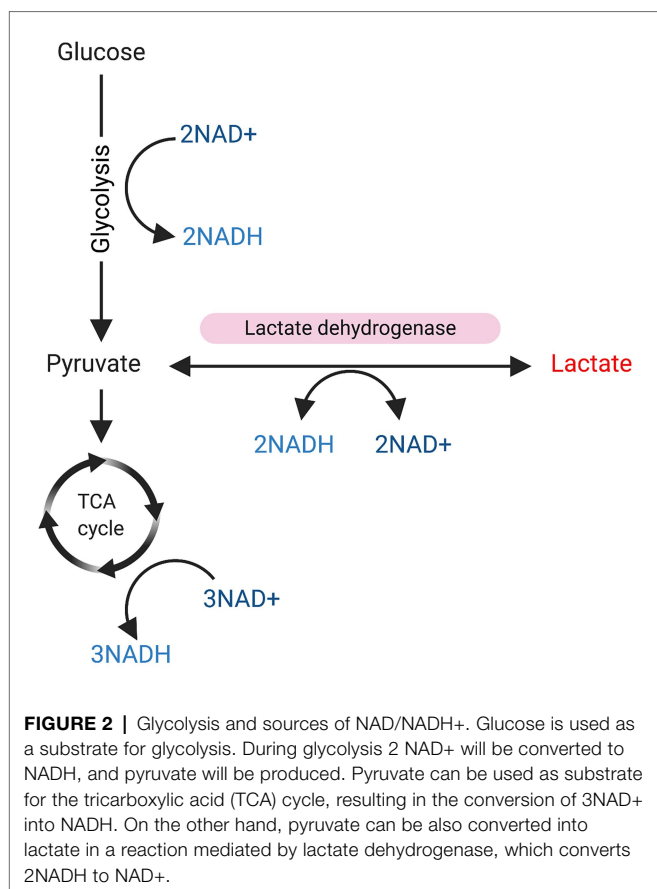 Glucose
2NAD+
Glycolysis
2NADH
Lactate dehydrogenase
Pyruvate
Lactate
2NADH 2NAD+
TCA
cycle
3NAD+
3NADH
FIGURE 2 | Glycolysis and sources of NAD/NADH+. Glucose is used as
a substrate for glycolysis. During glycolysis 2 NAD+ will be converted to
NADH, and pyruvate will be produced. Pyruvate can be used as substrate
for the tricarboxylic acid (TCA) cycle, resulting in the conversion of 3NAD+
into NADH. On the other hand, pyruvate can be also converted into
lactate in a reaction mediated by lactate dehydrogenase, which converts
2NADH to NAD+.